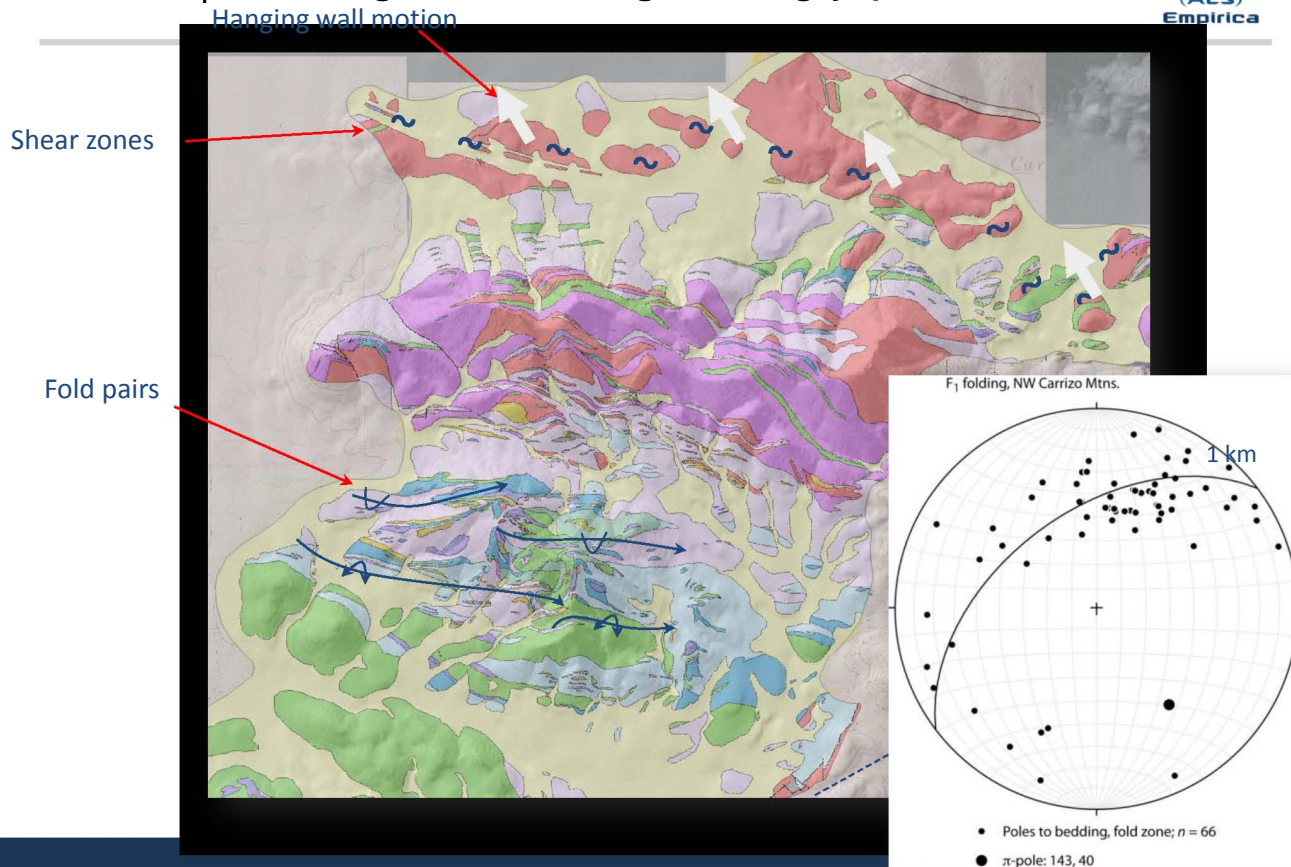 Empirica
Hanging wall motion
Shear zones
Fold pairs
Car
F₁ folding, NW Carrizo Mtns.
1 km
Poles to bedding, fold zone; n = 66
π-pole: 143, 40